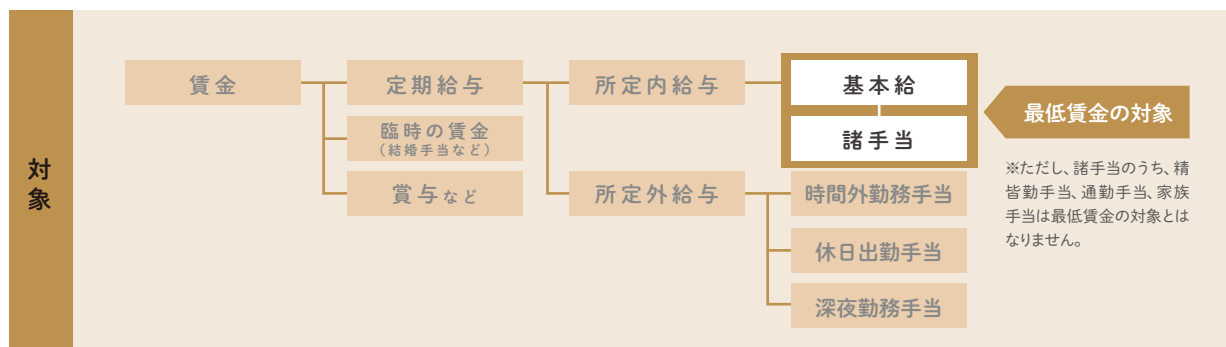 対象
賃金
定期給与
所定内給与
基本給
諸手当
最低賃金の対象
臨時の賃金
（結婚手当など）
賞与など
所定外給与
時間外勤務手当
休日出勤手当
深夜勤務手当
※ただし、諸手当のうち、精
皆勤手当、通勤手当、家族
手当は最低賃金の対象とは
なりません。